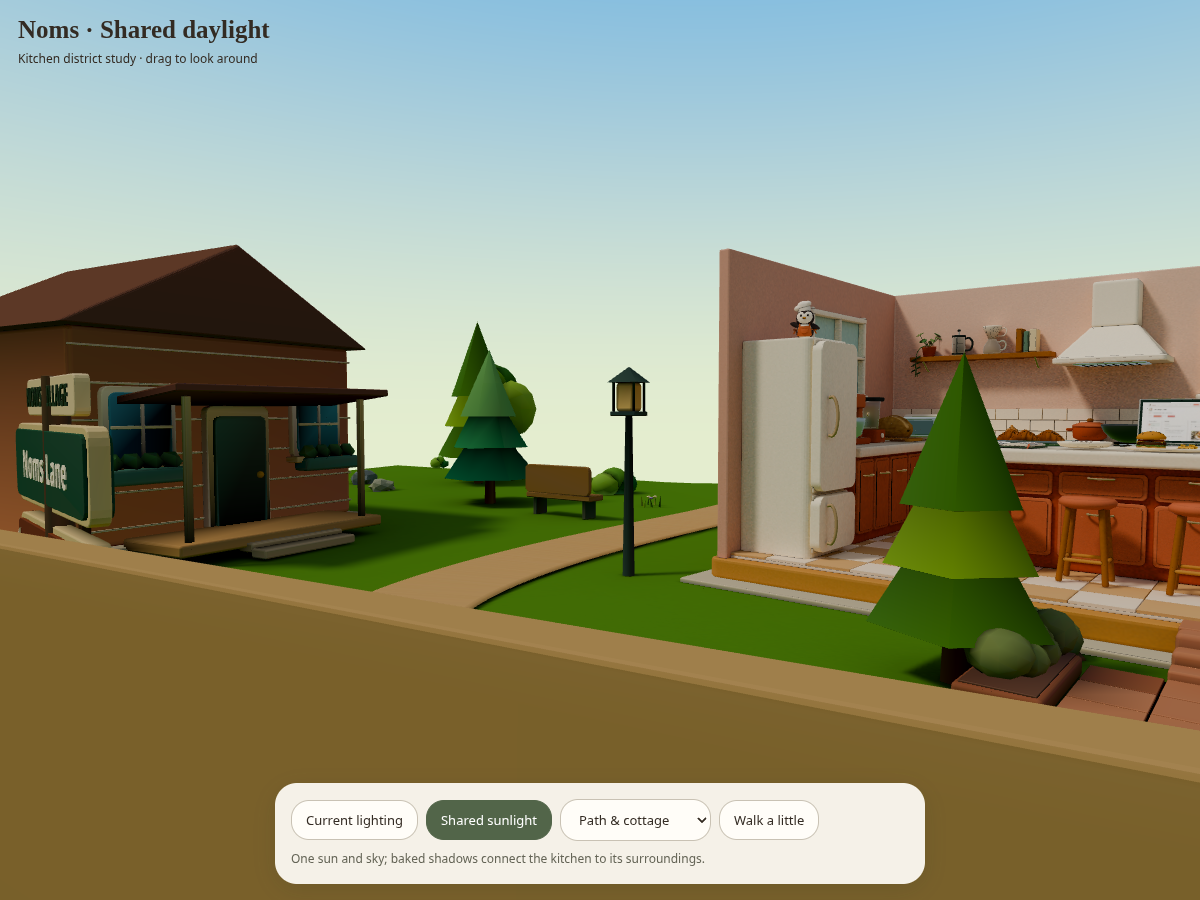 Noms · Shared daylight
Kitchen district study · drag to look around
Noms Lane
Current lighting
Shared sunlight
Path & cottage
Walk a little
One sun and sky; baked shadows connect the kitchen to its surroundings.